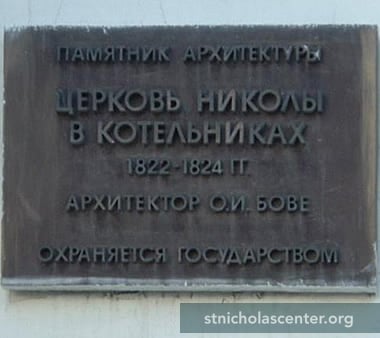 ПАМЯТНИК АРХИТЕКТУРЫ
ЦЕРКОВЬ НИКОЛЫ
В КОТЕЛЬНИКАХ
1822-1824 ГГ.
АРХИТЕКТОР О.И. БОВЕ
ОХРАНЯЕТСЯ ГОСУДАРСТВОМ
stnicholascenter.org